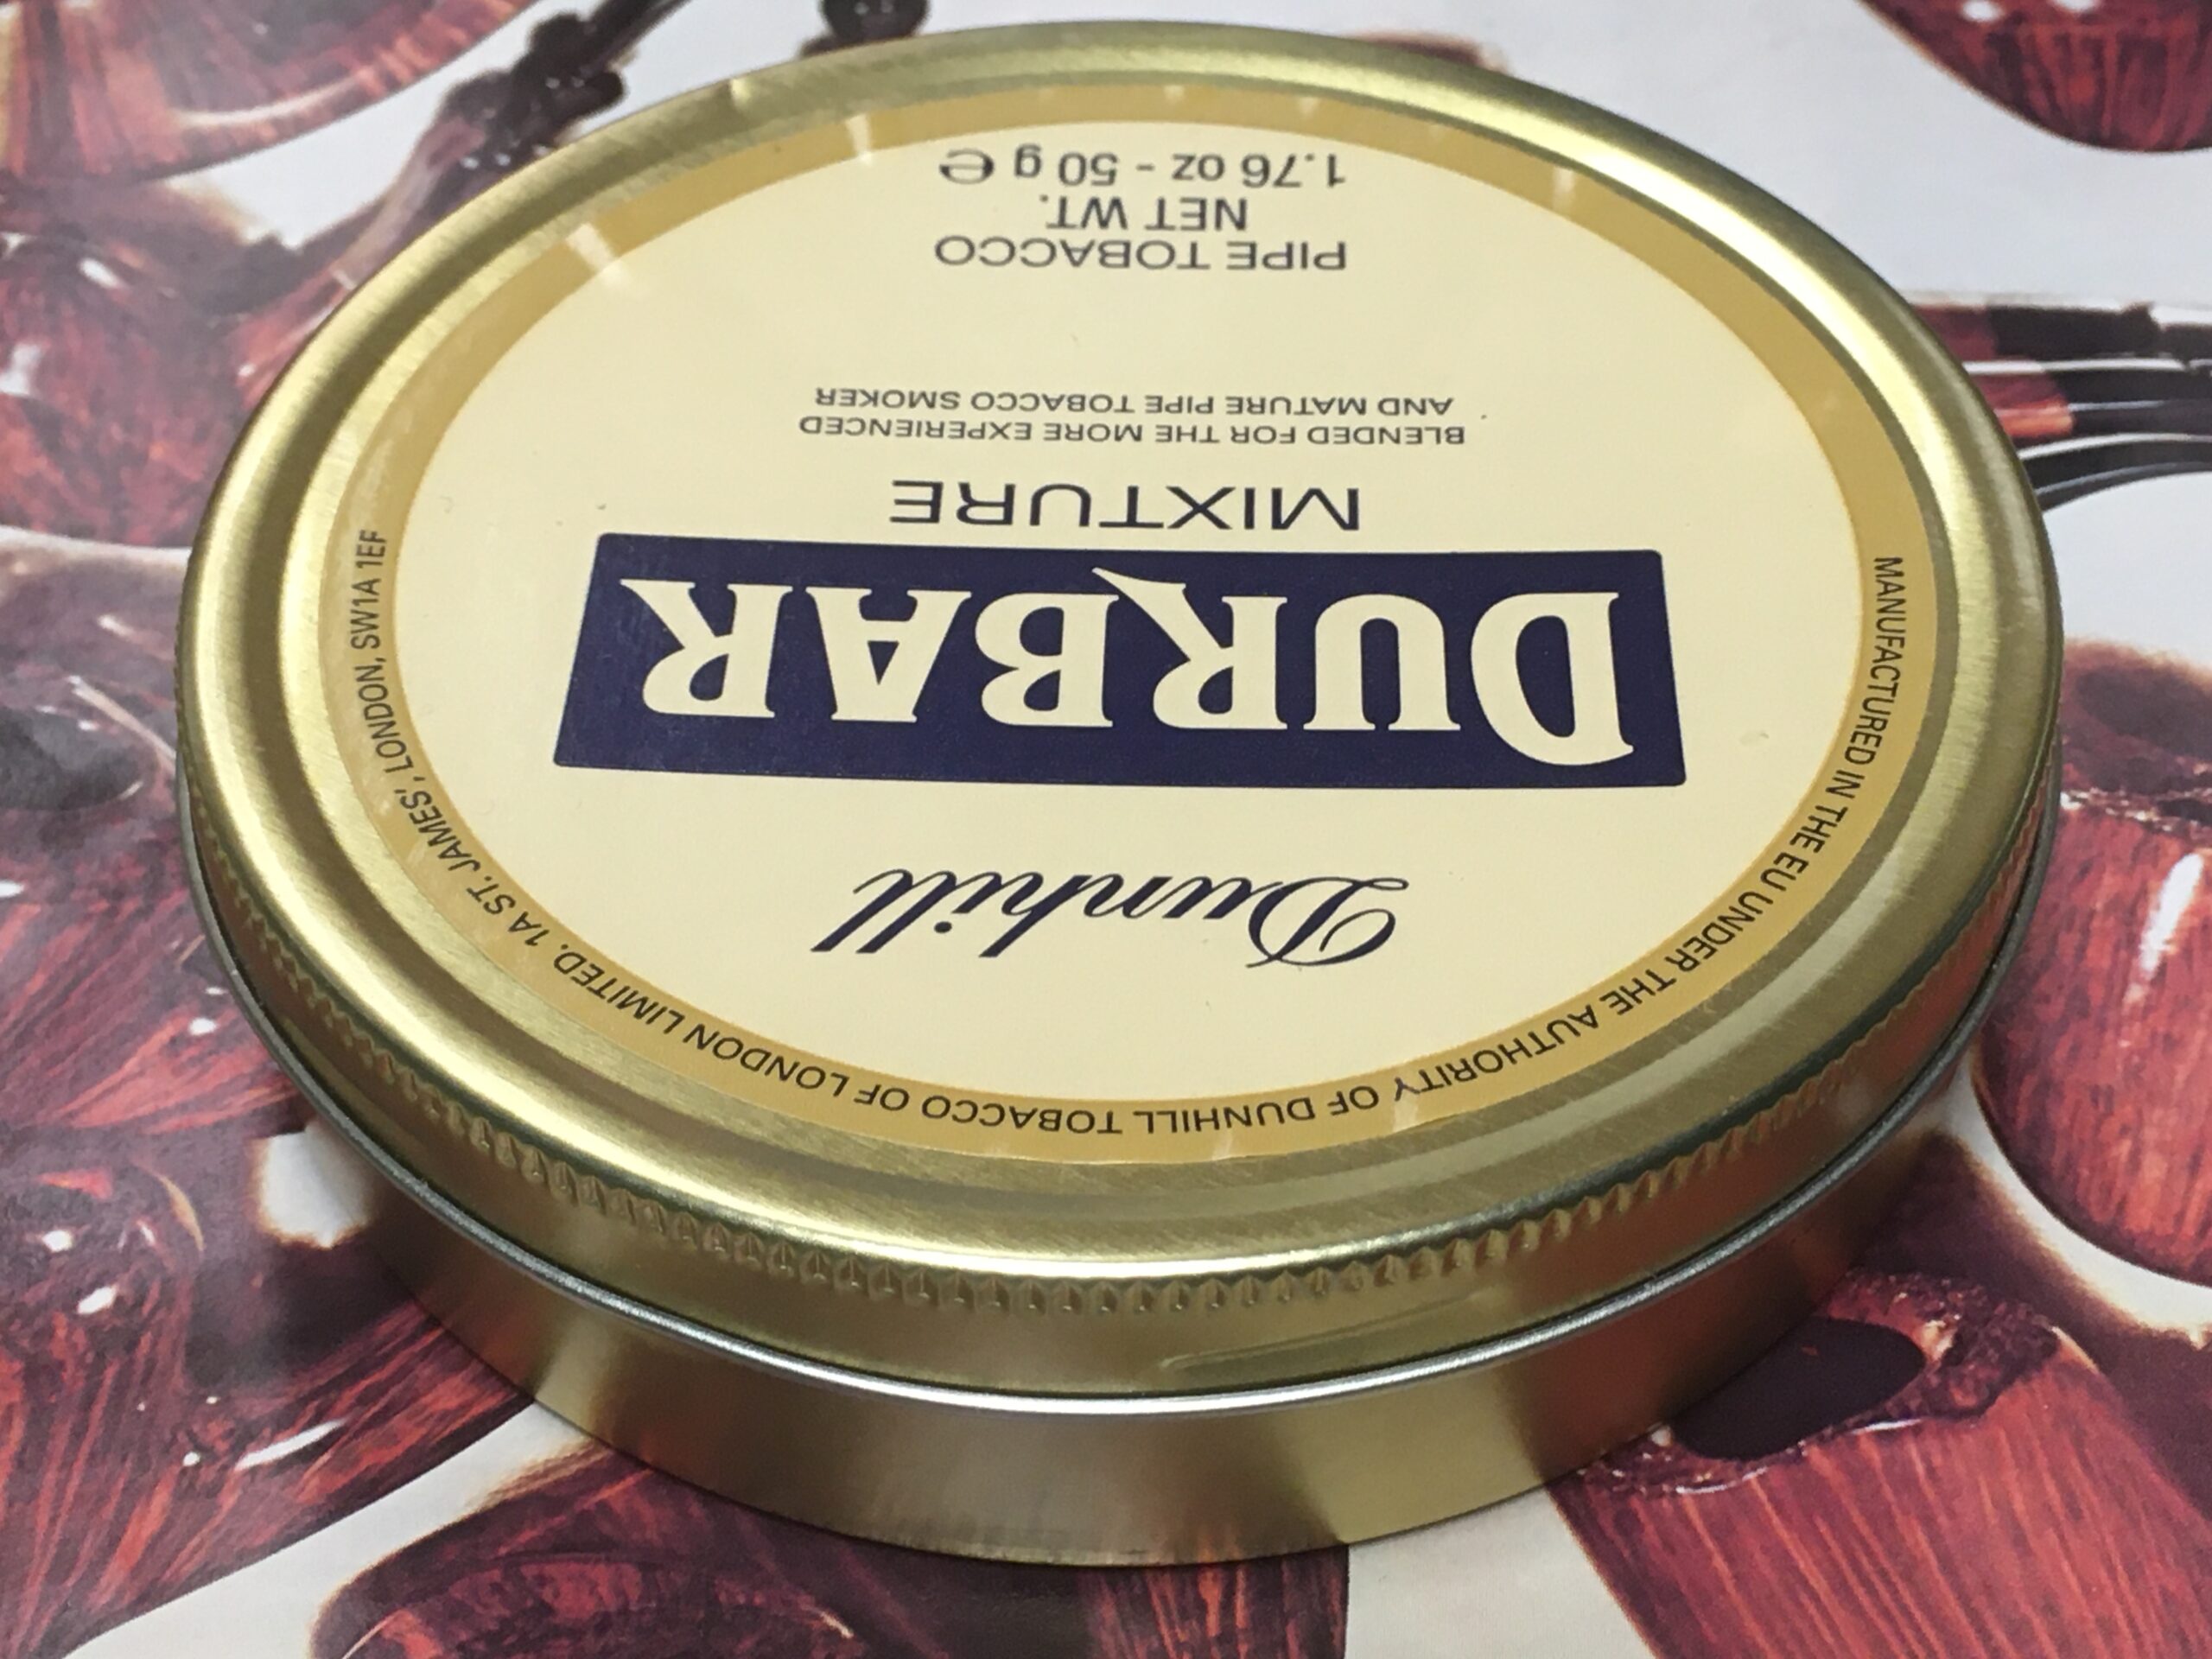 Dunhill
DURBAR
MIXTURE
BLENDED FOR THE MORE EXPERIENCED
AND MATURE PIPE TOBACCO SMOKER
PIPE TOBACCO
NET WT.
1.76 oz - 50 g ℮
MANUFACTURED IN THE EU UNDER THE AUTHORITY OF DUNHILL TOBACCO OF LONDON LIMITED. 1A ST. JAMES', LONDON, SW1A 1EF